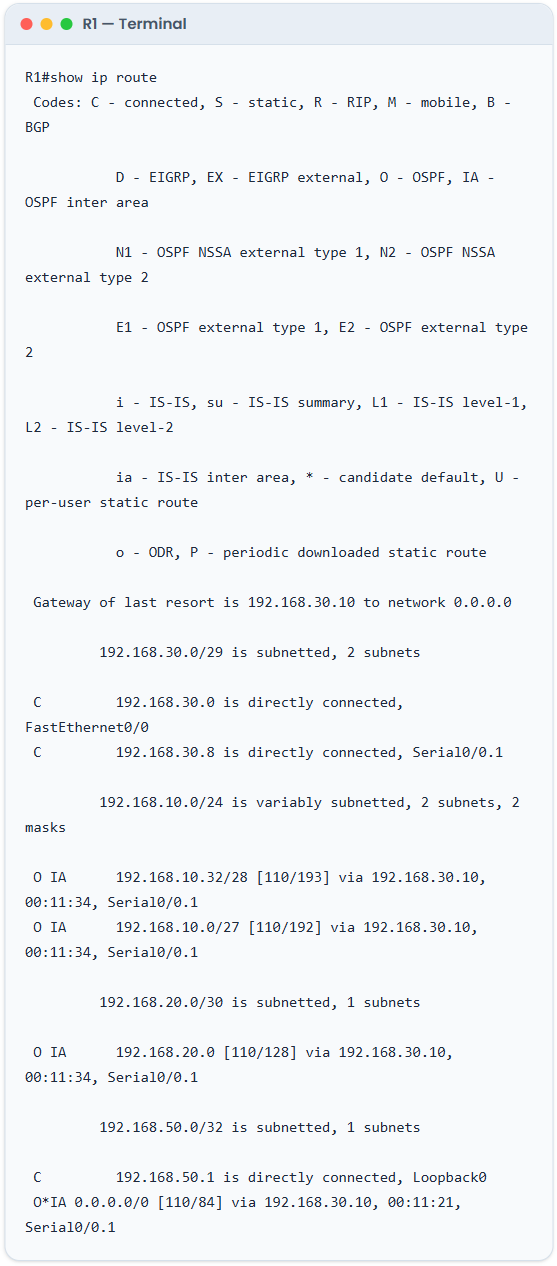 R1 — Terminal
R1#show ip route
Codes: C - connected, S - static, R - RIP, M - mobile, B -
BGP
D - EIGRP, EX - EIGRP external, O - OSPF, IA -
OSPF inter area
N1 - OSPF NSSA external type 1, N2 - OSPF NSSA
external type 2
E1 - OSPF external type 1, E2 - OSPF external type
2
i - IS-IS, su - IS-IS summary, L1 - IS-IS level-1,
L2 - IS-IS level-2
ia - IS-IS inter area, * - candidate default, U -
per-user static route
o - ODR, P - periodic downloaded static route
Gateway of last resort is 192.168.30.10 to network 0.0.0.0
192.168.30.0/29 is subnetted, 2 subnets
C 192.168.30.0 is directly connected,
FastEthernet0/0
C 192.168.30.8 is directly connected, Serial0/0.1
192.168.10.0/24 is variably subnetted, 2 subnets, 2
masks
O IA 192.168.10.32/28 [110/193] via 192.168.30.10,
00:11:34, Serial0/0.1
O IA 192.168.10.0/27 [110/192] via 192.168.30.10,
00:11:34, Serial0/0.1
192.168.20.0/30 is subnetted, 1 subnets
O IA 192.168.20.0 [110/128] via 192.168.30.10,
00:11:34, Serial0/0.1
192.168.50.0/32 is subnetted, 1 subnets
C 192.168.50.1 is directly connected, Loopback0
O*IA 0.0.0.0/0 [110/84] via 192.168.30.10, 00:11:21,
Serial0/0.1